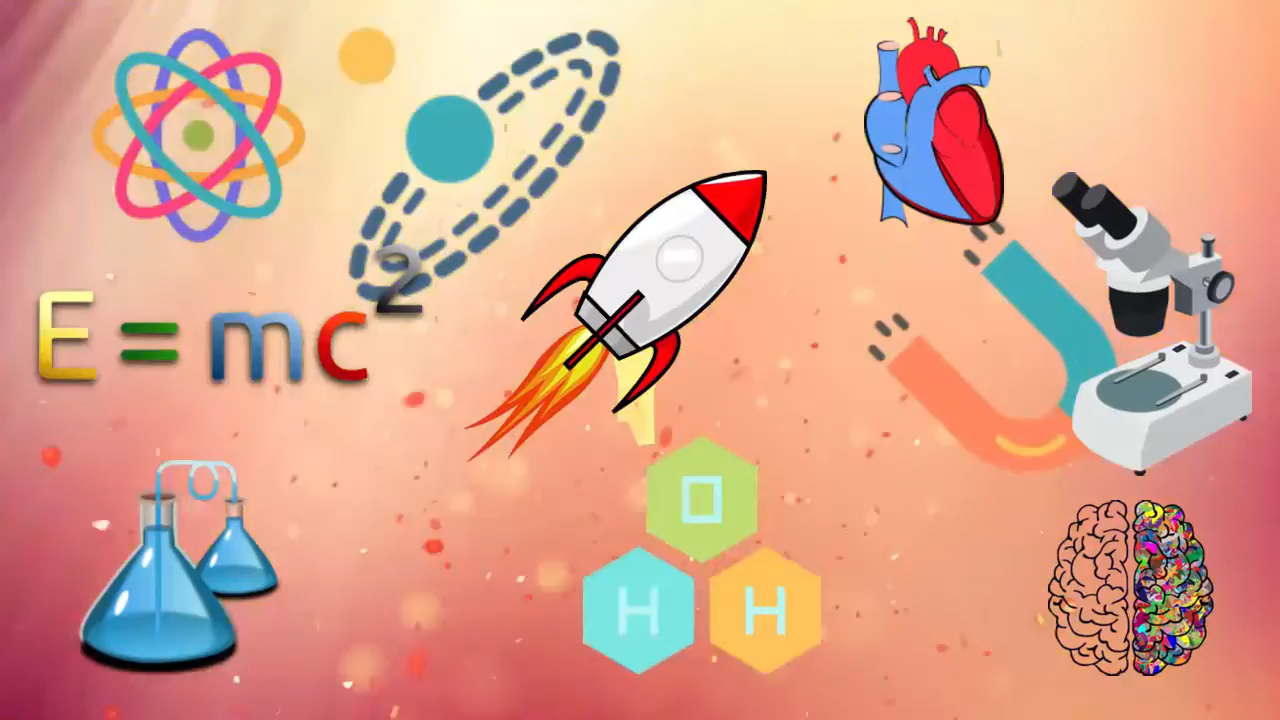 E = mc²
O
H H